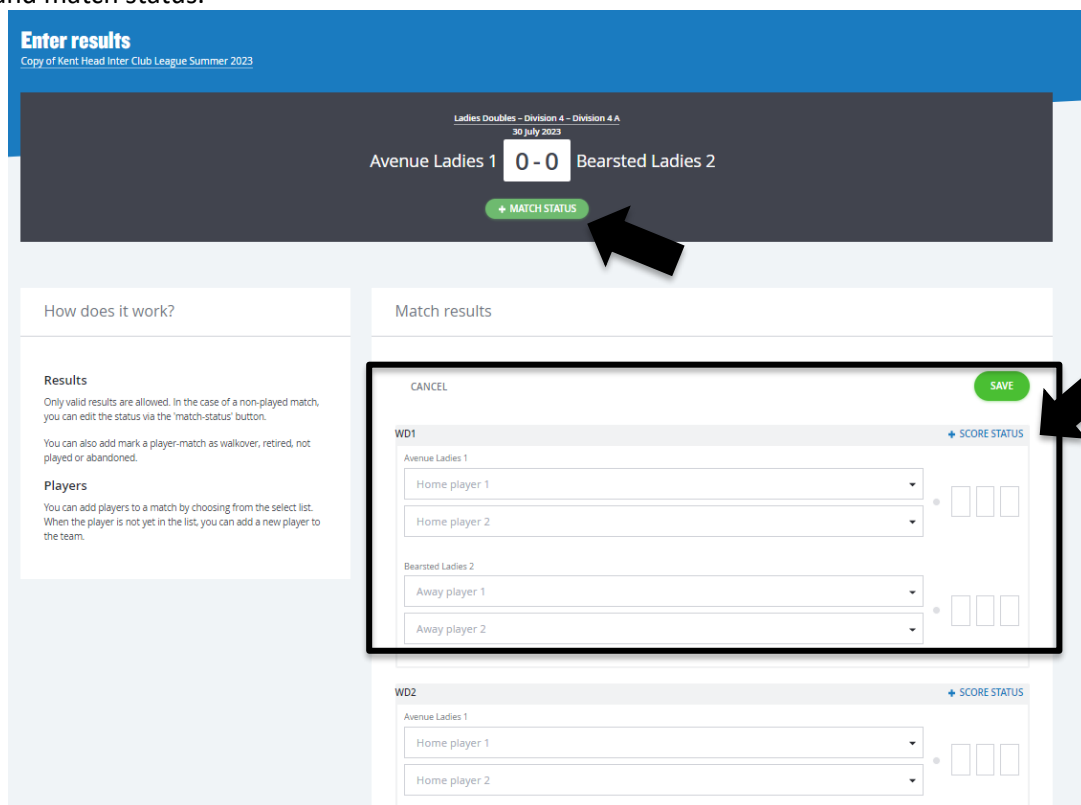 and match status.
Enter results
Copy of Kent Head Inter Club League Summer 2023
Ladies Doubles – Division 4 – Division 4 A
30 July 2023
Avenue Ladies 1 0 - 0 Bearsted Ladies 2
+ MATCH STATUS
How does it work?
Results
Only valid results are allowed. In the case of a non-played match,
you can edit the status via the 'match-status' button.
You can also add mark a player-match as walkover, retired, not
played or abandoned.
Players
You can add players to a match by choosing from the select list.
When the player is not yet in the list, you can add a new player to
the team.
Match results
CANCEL SAVE
WD1 + SCORE STATUS
Avenue Ladies 1
Home player 1
Home player 2
Bearsted Ladies 2
Away player 1
Away player 2
WD2 + SCORE STATUS
Avenue Ladies 1
Home player 1
Home player 2